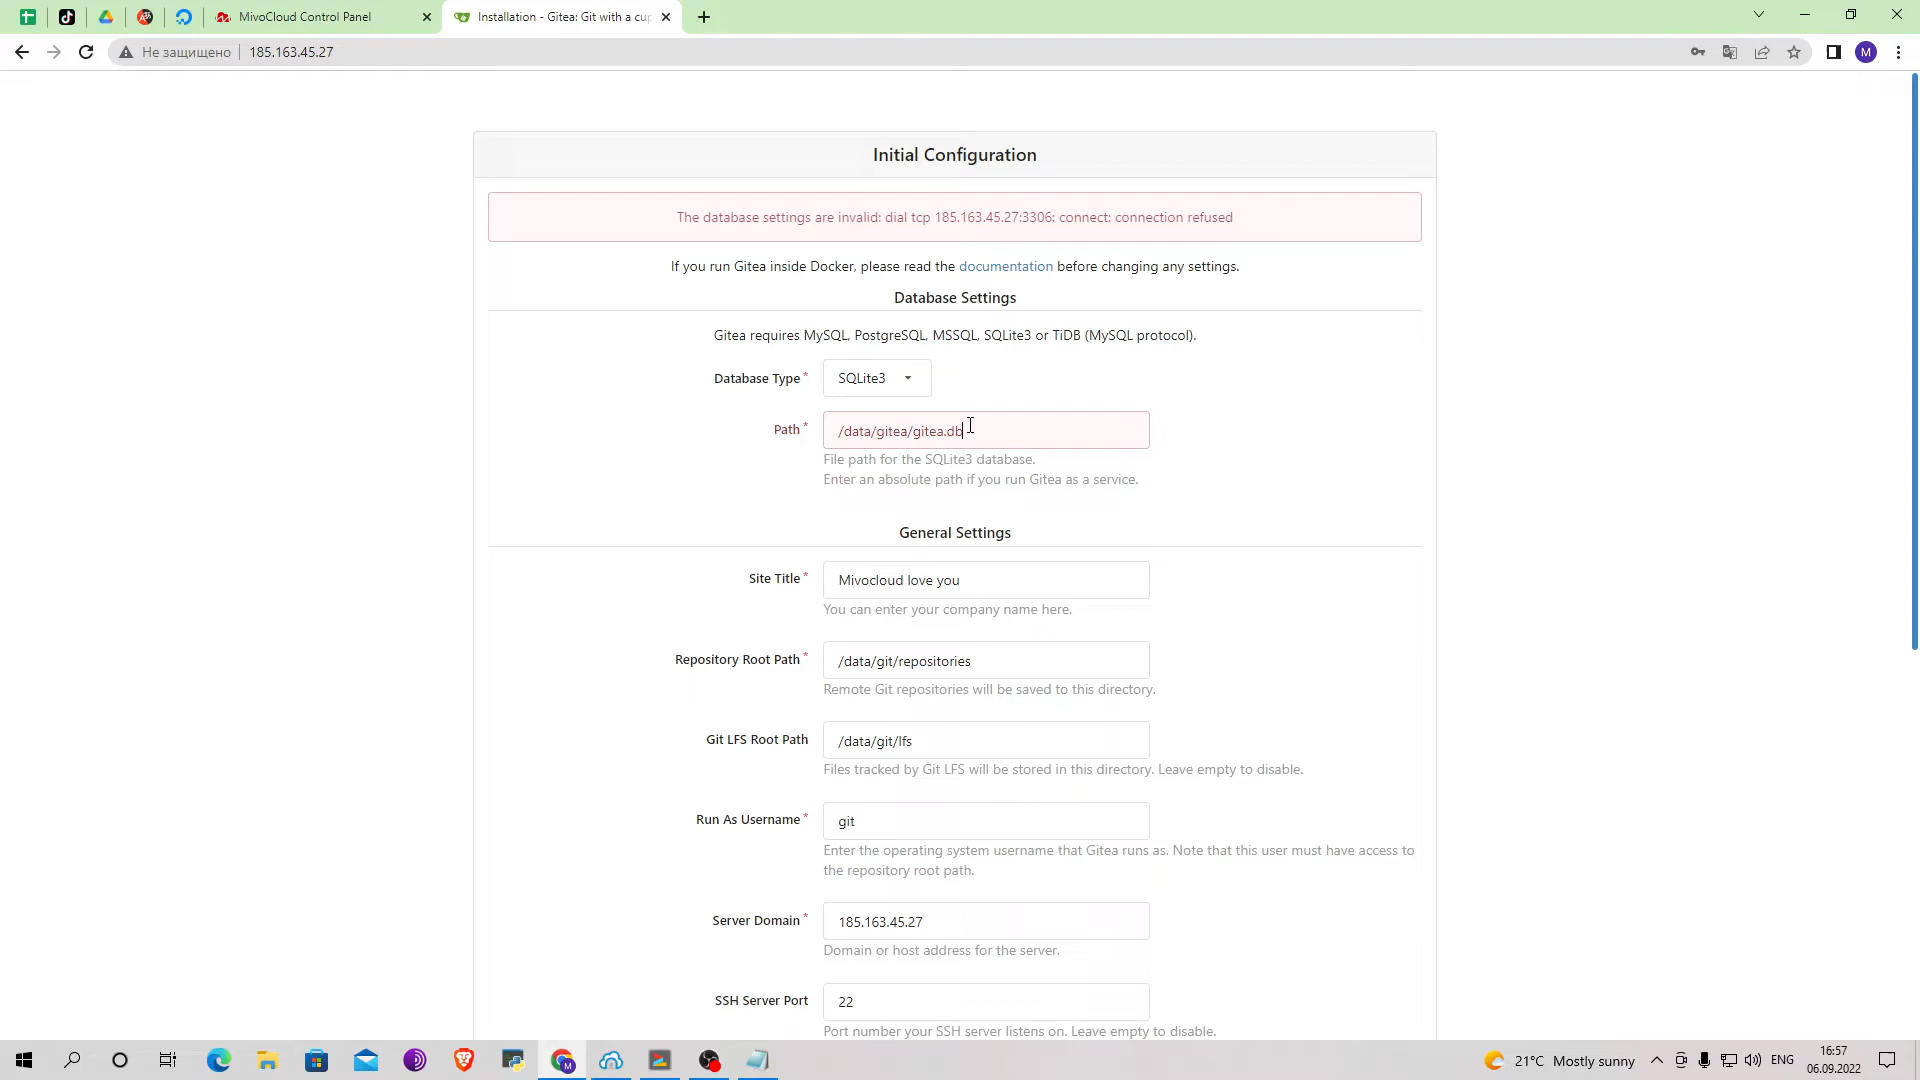 MivoCloud Control Panel
Installation - Gitea: Git with a cup
Не защищено
185.163.45.27
M
Initial Configuration
The database settings are invalid: dial tcp 185.163.45.27:3306: connect: connection refused
If you run Gitea inside Docker, please read the documentation before changing any settings.
Database Settings
Gitea requires MySQL, PostgreSQL, MSSQL, SQLite3 or TiDB (MySQL protocol).
Database Type * SQLite3
Path * /data/gitea/gitea.db
File path for the SQLite3 database.
Enter an absolute path if you run Gitea as a service.
General Settings
Site Title * Mivocloud love you
You can enter your company name here.
Repository Root Path * /data/git/repositories
Remote Git repositories will be saved to this directory.
Git LFS Root Path /data/git/lfs
Files tracked by Git LFS will be stored in this directory. Leave empty to disable.
Run As Username * git
Enter the operating system username that Gitea runs as. Note that this user must have access to
the repository root path.
Server Domain * 185.163.45.27
Domain or host address for the server.
SSH Server Port 22
Port number your SSH server listens on. Leave empty to disable.
21°C Mostly sunny
ENG
16:57
06.09.2022